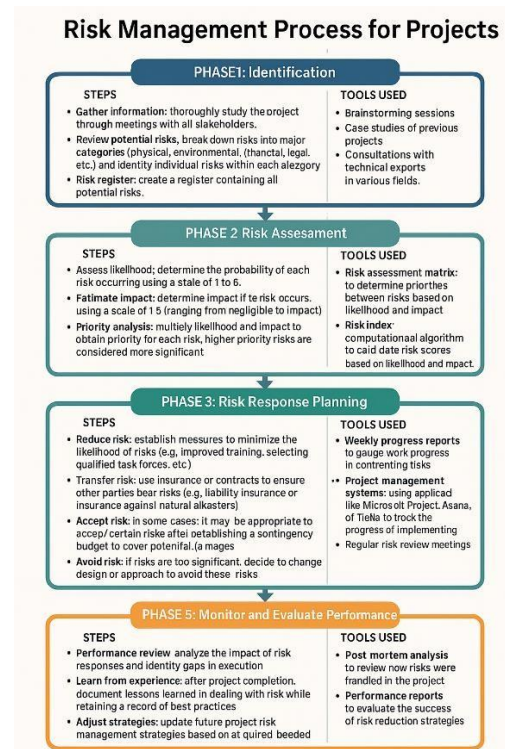 Risk Management Process for Projects
PHASE1: Identification
STEPS
• Gather information: thoroughly study the project
through meetings with all slakeholders.
• Review potential risks, break down risks into major
categories (physical, environmental, (thanctal, legal.
etc.) and identity individual risks within each alezgory
• Risk register: create a register containing all
potential risks.
TOOLS USED
• Brainstorming sessions
• Case studies of previous
projects
• Consultations with
technical exports
in various fields.
PHASE 2 Risk Assesament
STEPS
• Assess likellhood; determine the probability of each
risk occurring using a stale of 1 to 6.
• Fatimate impact: determine impact if te risk occurs.
using a scale of 1 5 (ranging from negligible to impact)
• Priority analysis: multiely likelihood and impact to
obtain priority for each risk, higher priority risks are
considered more significant
TOOLS USED
• Risk assessment matrix:
to determine priorthes
between risks based on
likelihood and impact
• Risk index·
computationaal algorithm
to caid date risk scores
based on likelihood and mpact.
PHASE 3: Risk Response Planning
STEPS
• Reduce risk: establish messures to minimize the
likelihood of risks (e.g, improved training. selecting
qualified task forces. etc)
• Transfer risk: use insurance or contracts to ensure
other parties bear risks (e.g, liability insurance or
insurance against natural alkasters)
• Accept risk: in some cases: it may be appropriate to
accep/ certain riske aftei oetablishing a sontingency
budget to cover potenifal.(a mages
• Avoid risk: if risks are too significant. decide to change
design or approach to avoid these risks
TOOLS USED
• Weekly progress reports
to gauge work progress
in contrenting tisks
•• Project management
systems: using applicad
like Microsolt Project. Asana,
of TieNa to trock the
progress of implementing
• Regular risk review meetings
PHASE 5: Monitor and Evaluate Performance
STEPS
• Performance review analyze the impact of risk
responses and identity gaps in execution
• Learn from experience: after project completion.
document lessons learned in dealing with risk while
retaining a record of best practices
• Adjust strategies: update future project risk
management strategies based on at quired beeded
TOOLS USED
• Post mortem analysis
to review now risks were
frandled in the project
• Performance reports
to evaluate the success
of risk reduction strategies